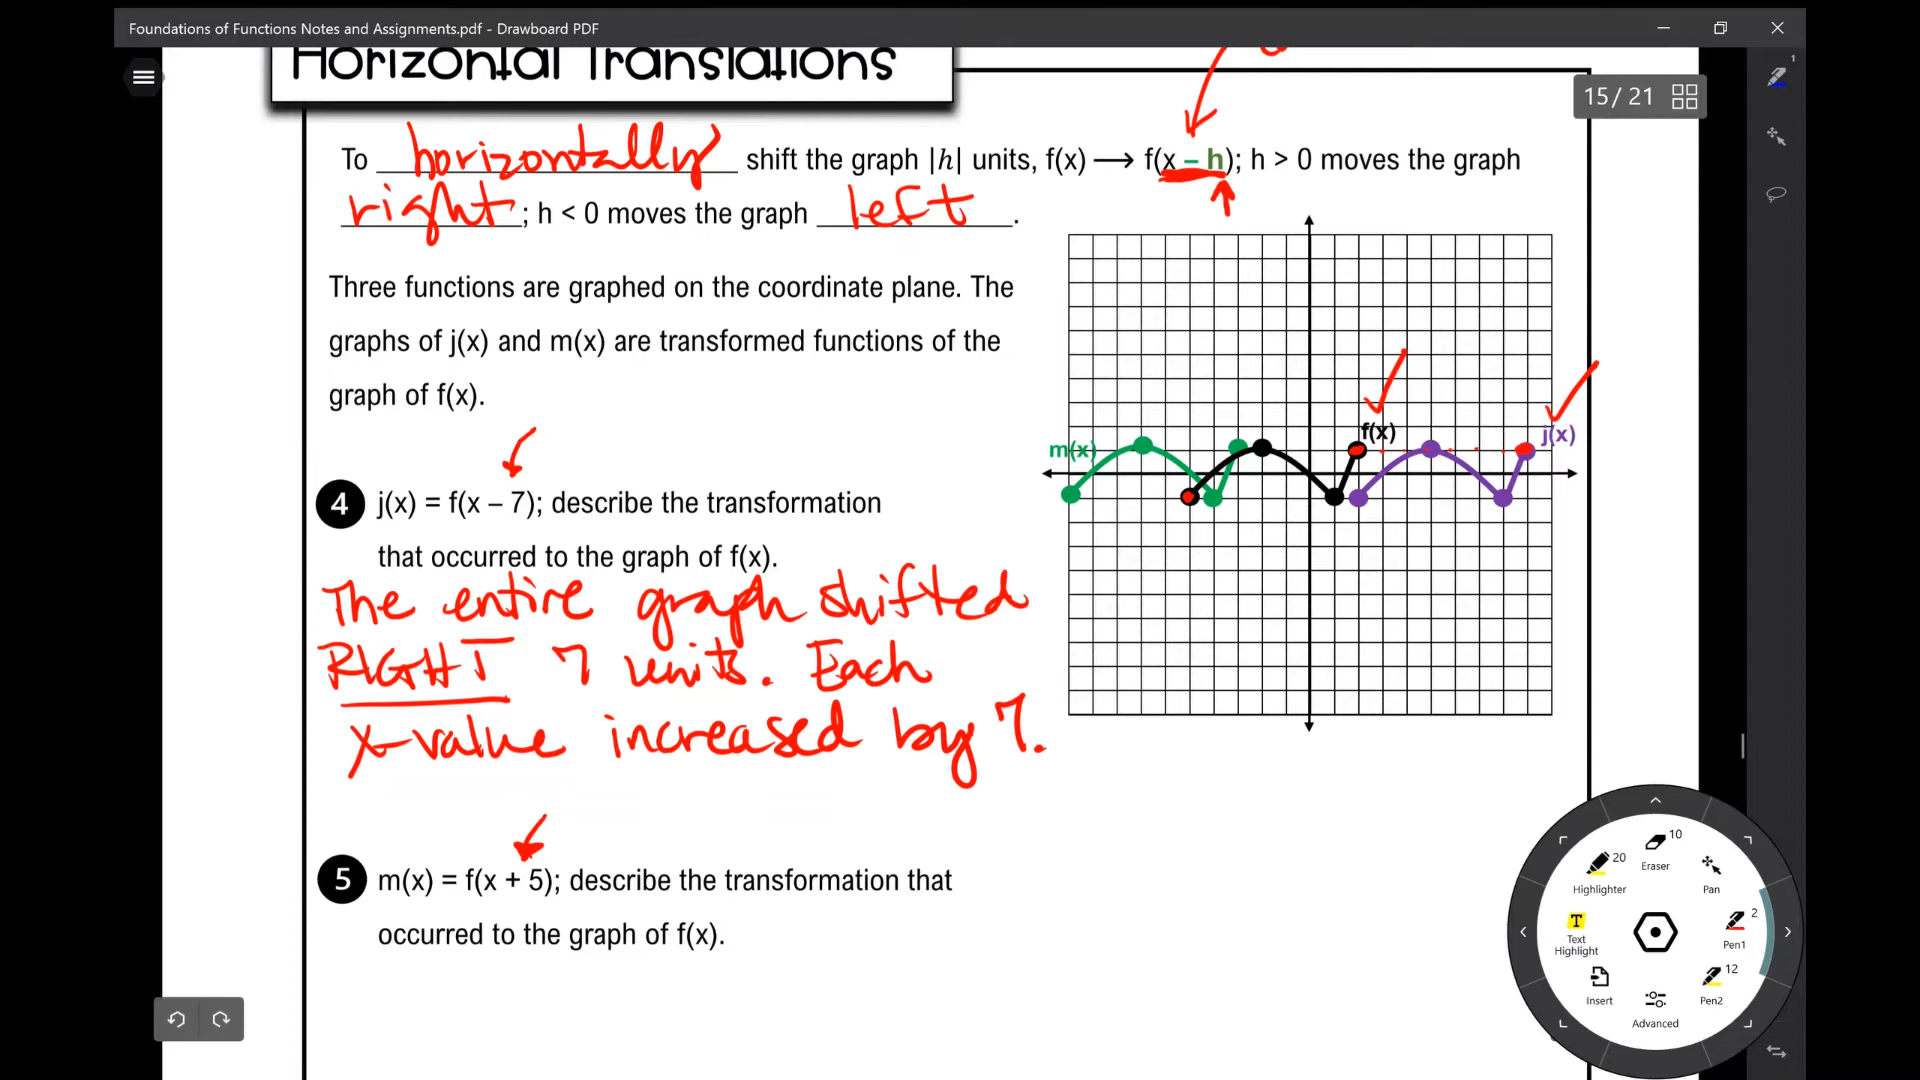 Foundations of Functions Notes and Assignments.pdf - Drawboard PDF
Horizontal Translations
15 / 21
1
To horizontally shift the graph |h| units, f(x) ⟶ f(x – h); h > 0 moves the graph
right; h < 0 moves the graph left.
Three functions are graphed on the coordinate plane. The
graphs of j(x) and m(x) are transformed functions of the
graph of f(x).
m(x)
f(x)
j(x)
4 j(x) = f(x – 7); describe the transformation
that occurred to the graph of f(x).
The entire graph shifted
RIGHT 7 units. Each
x-value increased by 7.
5 m(x) = f(x + 5); describe the transformation that
occurred to the graph of f(x).
10
Eraser
20
Highlighter
Pan
T
Text
Highlight
2
Pen1
12
Pen2
Insert
Advanced